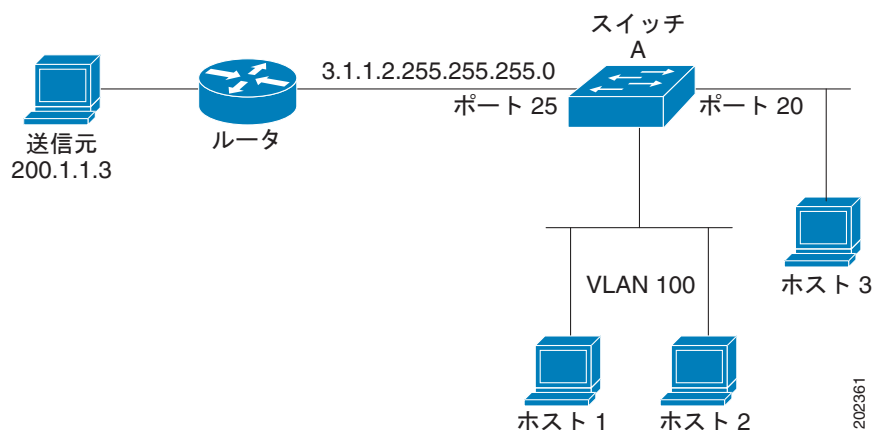 スイッチ
A
3.1.1.2.255.255.255.0
ポート 25
ポート 20
送信元
200.1.1.3
ルータ
ホスト 3
VLAN 100
ホスト 1
ホスト 2
202361